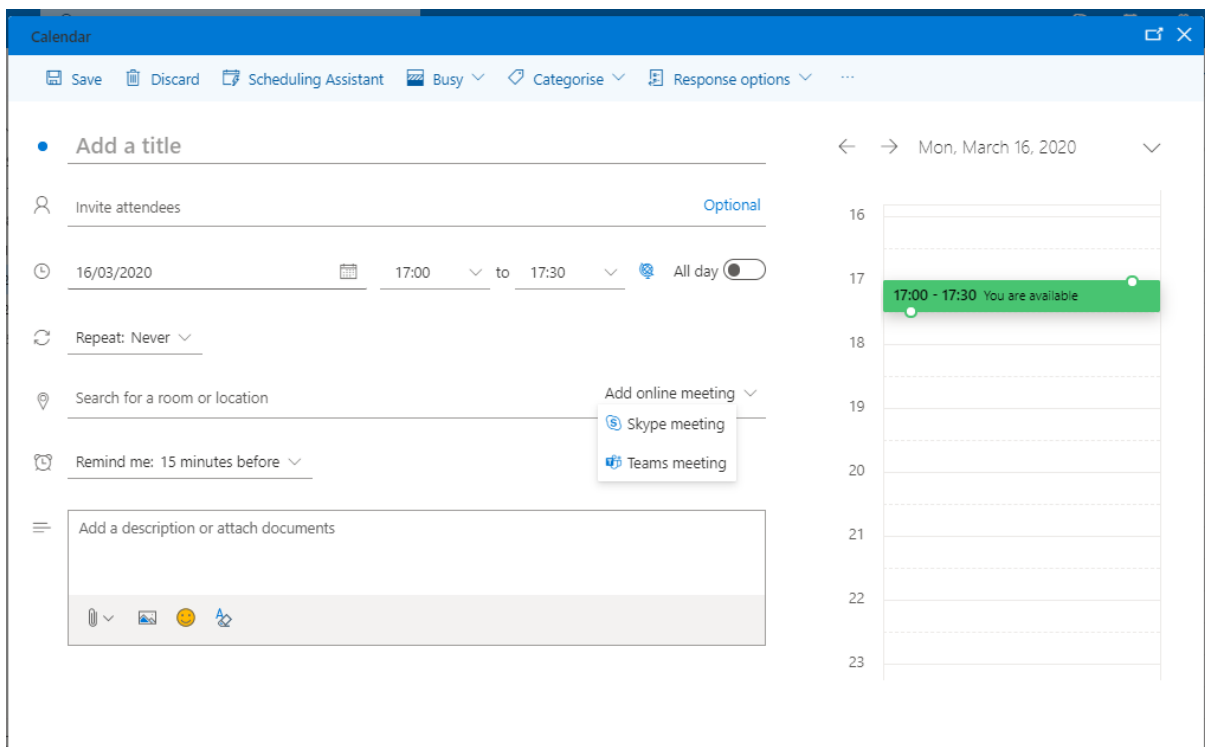 Calendar
Save Discard Scheduling Assistant Busy Categorise Response options ...
Add a title
Invite attendees Optional
16/03/2020 17:00 to 17:30 All day
Repeat: Never
Search for a room or location Add online meeting
Skype meeting
Teams meeting
Remind me: 15 minutes before
Add a description or attach documents
Mon, March 16, 2020
16
17
17:00 - 17:30 You are available
18
19
20
21
22
23